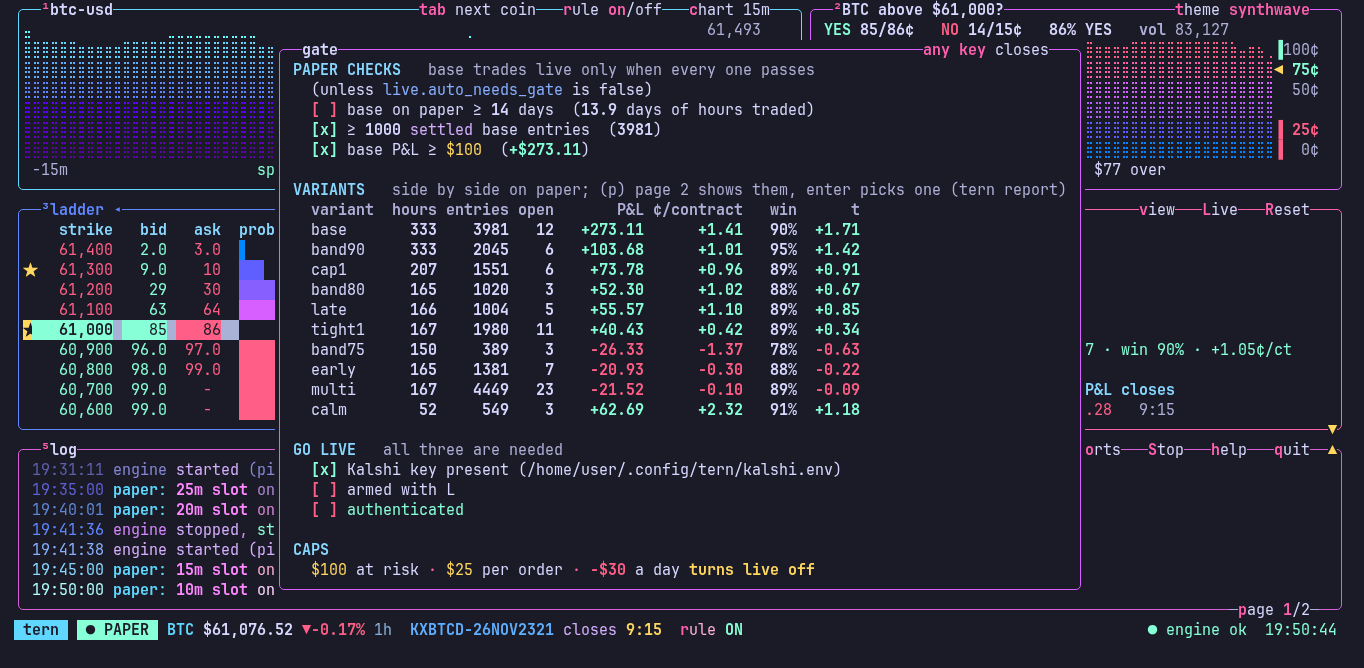 ¹btc-usd tab next coin rule on/off chart 15m ²BTC above $61,000? theme synthwave
61,493 YES 85/86¢ NO 14/15¢ 86% YES vol 83,127
gate any key closes 100¢
PAPER CHECKS base trades live only when every one passes ◀ 75¢
(unless live.auto_needs_gate is false) 50¢
[ ] base on paper ≥ 14 days (13.9 days of hours traded)
[x] ≥ 1000 settled base entries (3981) 25¢
[x] base P&L ≥ $100 (+$273.11) 0¢
-15m sp $77 over
VARIANTS side by side on paper; (p) page 2 shows them, enter picks one (tern report)
³ladder ◂ variant hours entries open P&L ¢/contract win t view Live Reset
strike bid ask prob base 333 3981 12 +273.11 +1.41 90% +1.71
61,400 2.0 3.0 band90 333 2045 6 +103.68 +1.01 95% +1.42
★ 61,300 9.0 10 cap1 207 1551 6 +73.78 +0.96 89% +0.91
61,200 29 30 band80 165 1020 3 +52.30 +1.02 88% +0.67
61,100 63 64 late 166 1004 5 +55.57 +1.10 89% +0.85
★ 61,000 85 86 tight1 167 1980 11 +40.43 +0.42 89% +0.34
60,900 96.0 97.0 band75 150 389 3 -26.33 -1.37 78% -0.63 7 · win 90% · +1.05¢/ct
60,800 98.0 99.0 early 165 1381 7 -20.93 -0.30 88% -0.22
60,700 99.0 - multi 167 4449 23 -21.52 -0.10 89% -0.09 P&L closes
60,600 99.0 - calm 52 549 3 +62.69 +2.32 91% +1.18 .28 9:15
⁵log GO LIVE all three are needed orts Stop help quit
19:31:11 engine started (pi [x] Kalshi key present (/home/user/.config/tern/kalshi.env)
19:35:00 paper: 25m slot on [ ] armed with L
19:40:01 paper: 20m slot on [ ] authenticated
19:41:36 engine stopped, st
19:41:38 engine started (pi CAPS
19:45:00 paper: 15m slot on $100 at risk · $25 per order · -$30 a day turns live off
19:50:00 paper: 10m slot on
page 1/2
tern ● PAPER BTC $61,076.52 ▼-0.17% 1h KXBTCD-26NOV2321 closes 9:15 rule ON ● engine ok 19:50:44